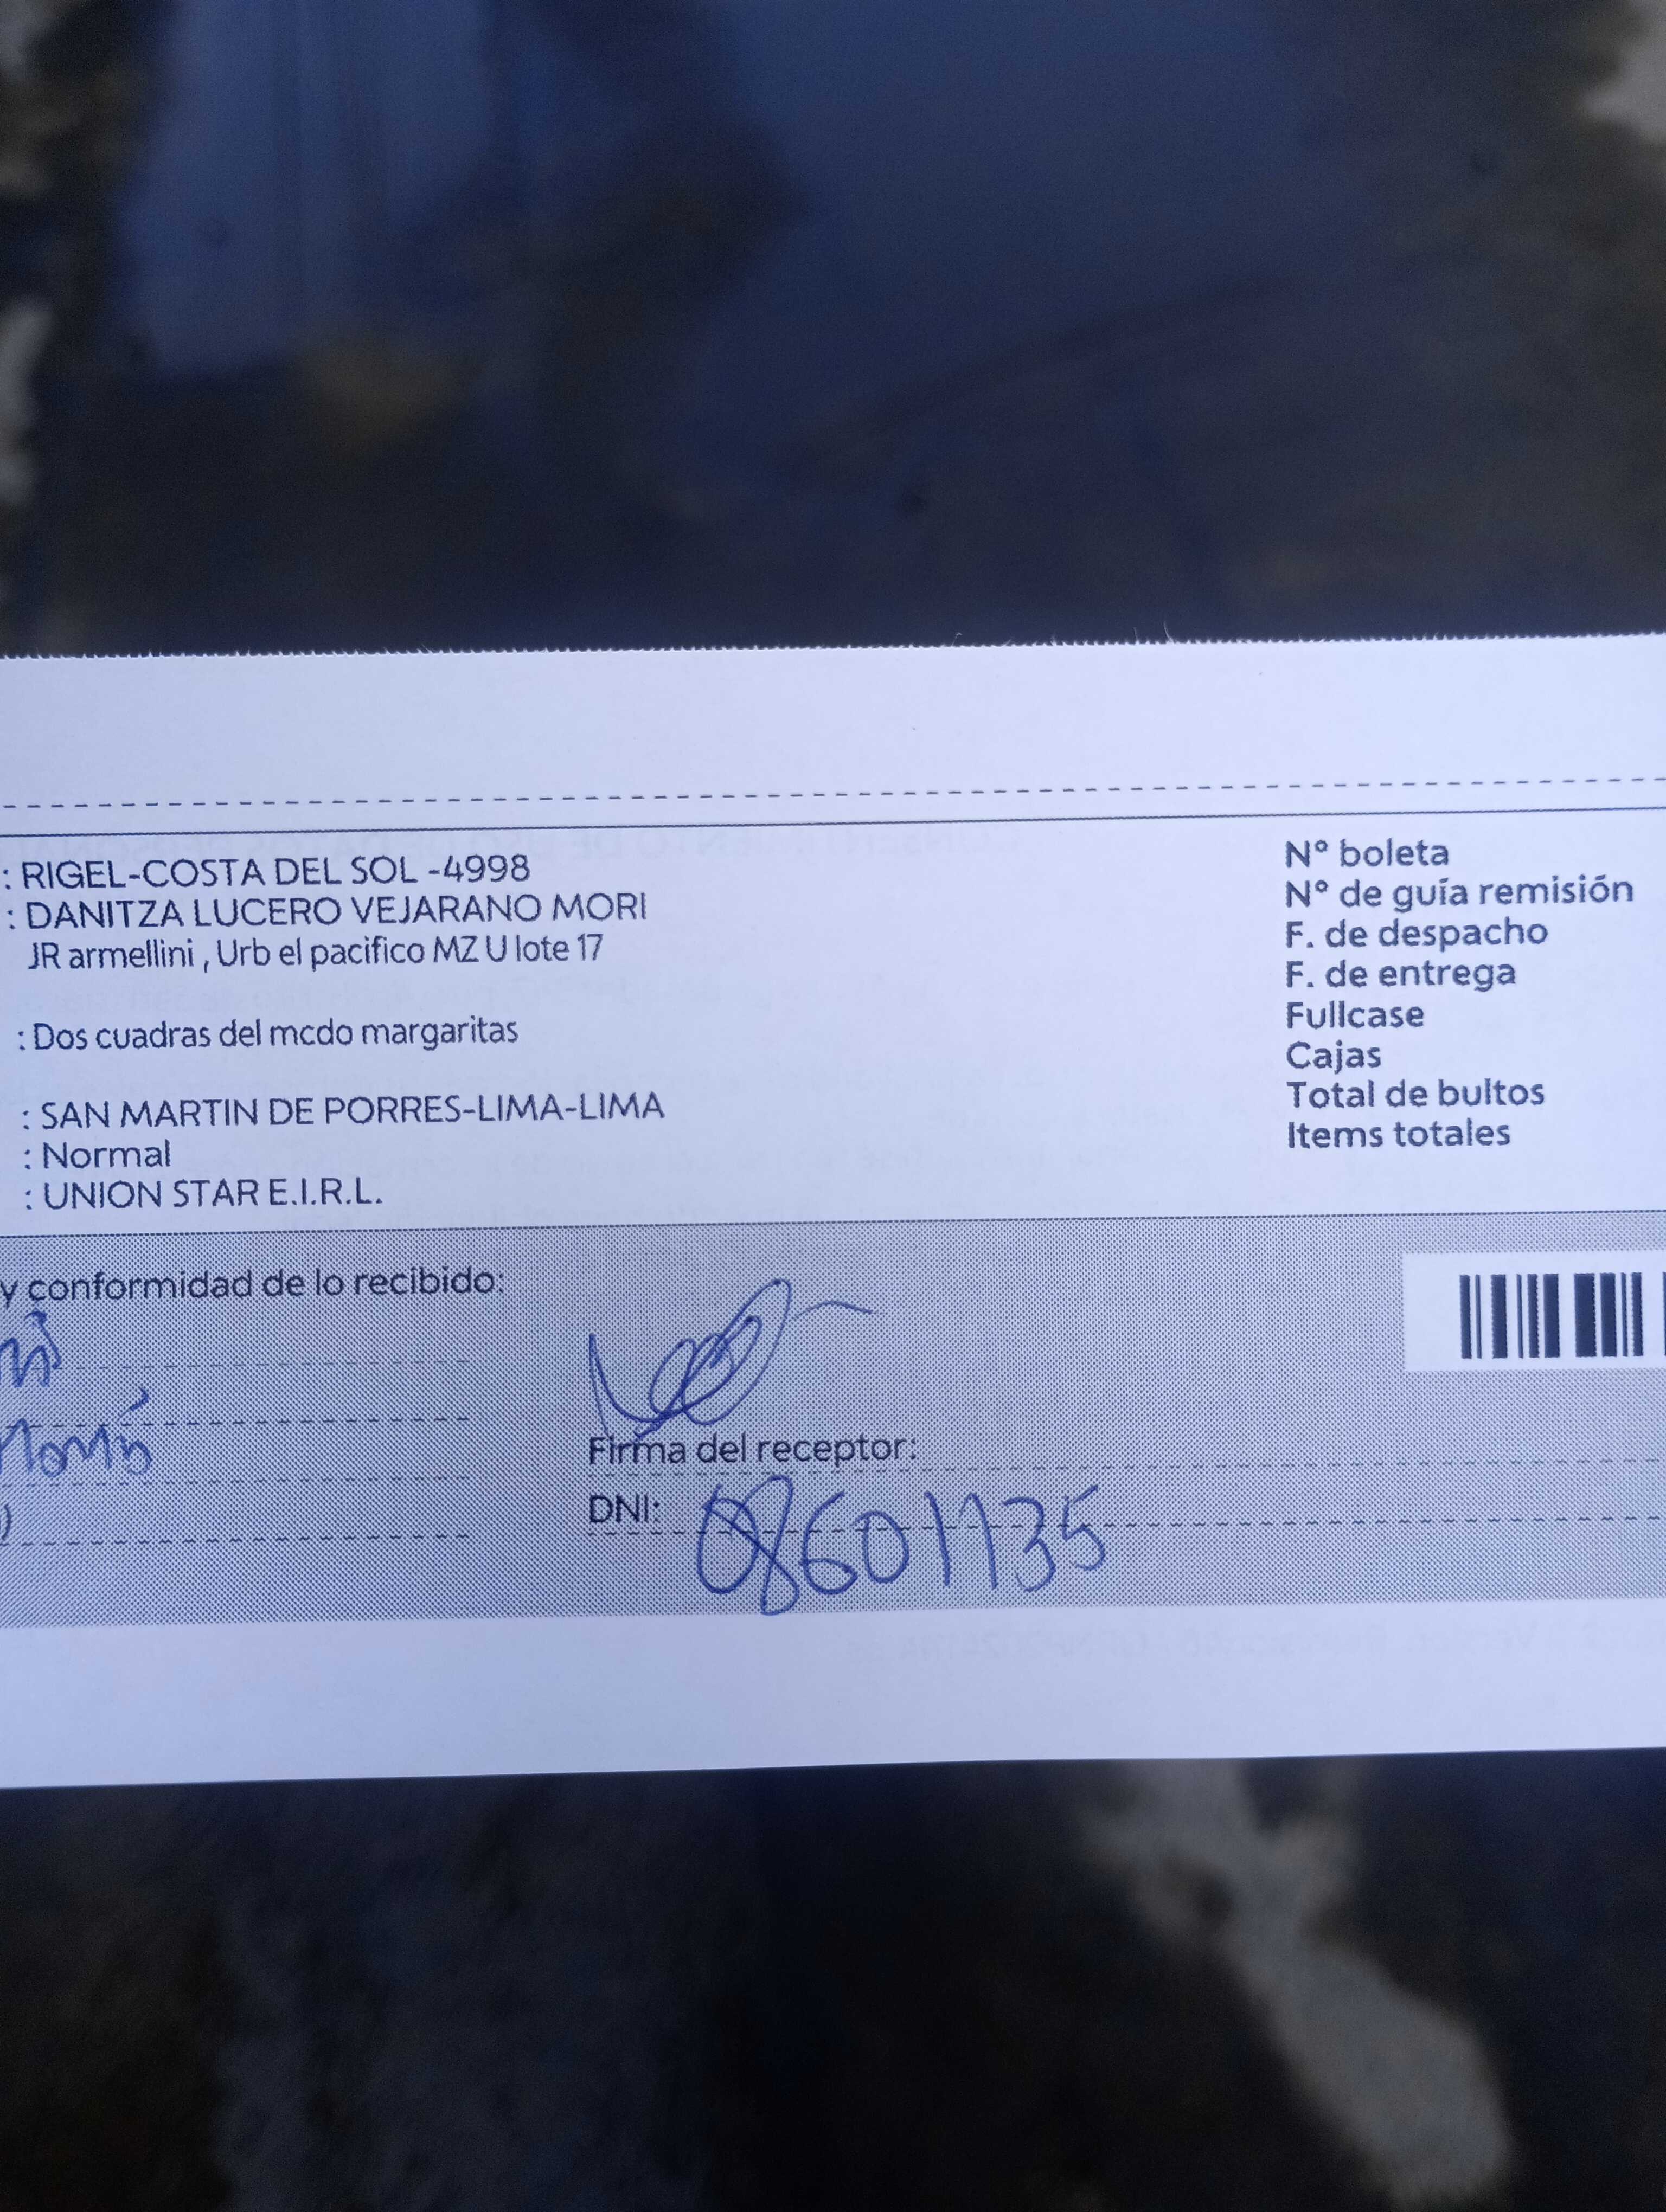 : RIGEL-COSTA DEL SOL -4998
: DANITZA LUCERO VEJARANO MORI
JR armellini , Urb el pacifico MZ U lote 17
: Dos cuadras del mcdo margaritas
: SAN MARTIN DE PORRES-LIMA-LIMA
: Normal
: UNION STAR E.I.R.L.
N° boleta
N° de guía remisión
F. de despacho
F. de entrega
Fullcase
Cajas
Total de bultos
Items totales
y conformidad de lo recibido:
Firma del receptor:
DNI: 08601135